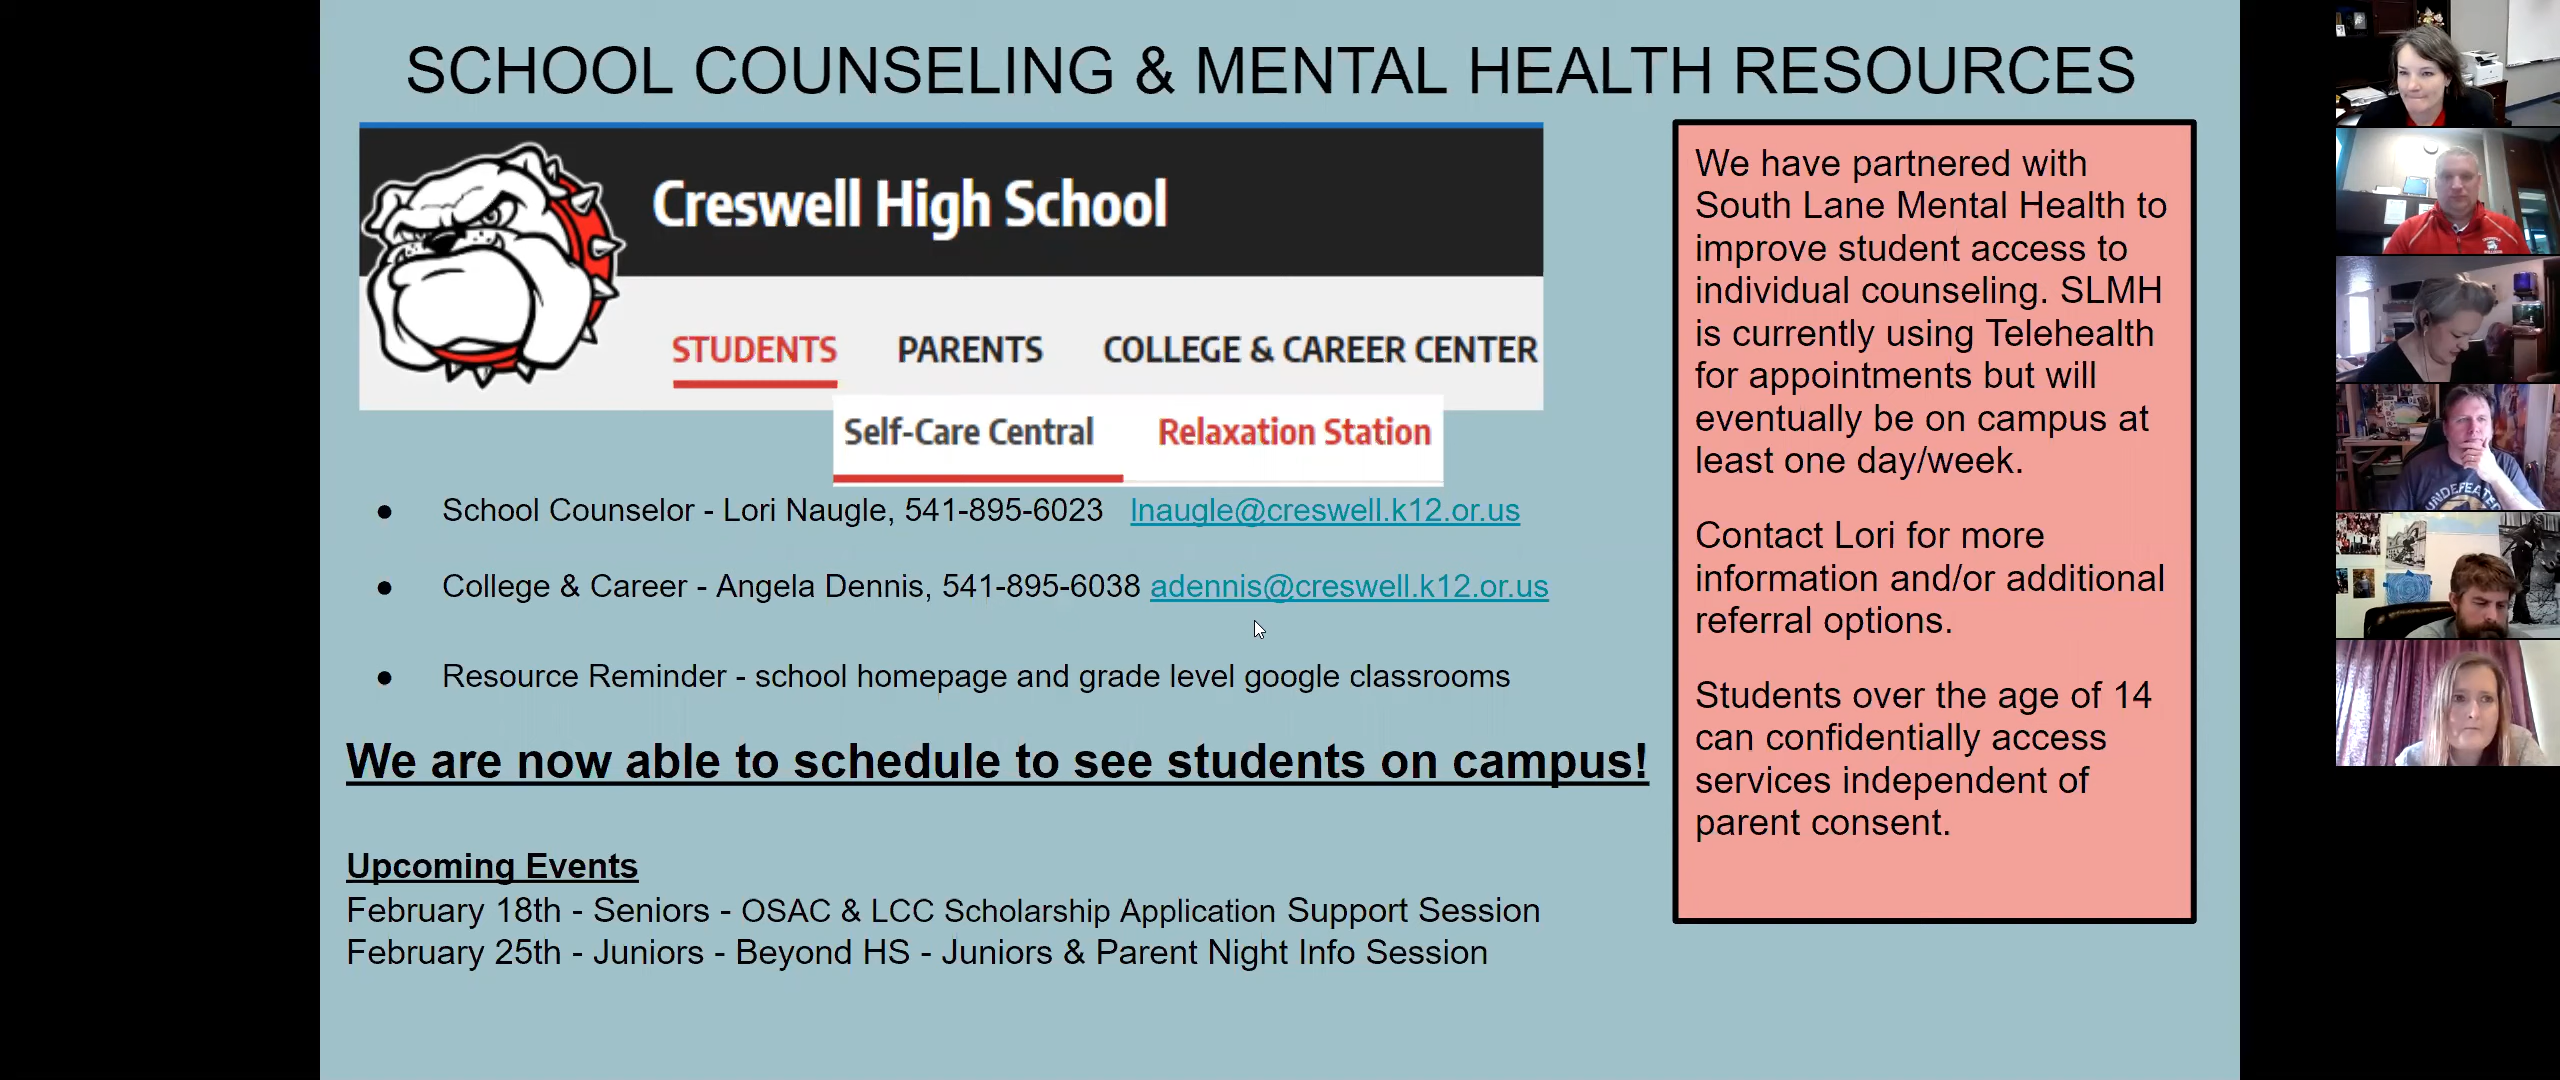 SCHOOL COUNSELING & MENTAL HEALTH RESOURCES
Creswell High School
STUDENTS PARENTS COLLEGE & CAREER CENTER
Self-Care Central Relaxation Station
● School Counselor - Lori Naugle, 541-895-6023 lnaugle@creswell.k12.or.us
● College & Career - Angela Dennis, 541-895-6038 adennis@creswell.k12.or.us
● Resource Reminder - school homepage and grade level google classrooms
We are now able to schedule to see students on campus!
Upcoming Events
February 18th - Seniors - OSAC & LCC Scholarship Application Support Session
February 25th - Juniors - Beyond HS - Juniors & Parent Night Info Session
We have partnered with
South Lane Mental Health to
improve student access to
individual counseling. SLMH
is currently using Telehealth
for appointments but will
eventually be on campus at
least one day/week.
Contact Lori for more
information and/or additional
referral options.
Students over the age of 14
can confidentially access
services independent of
parent consent.
UNDEFEATED